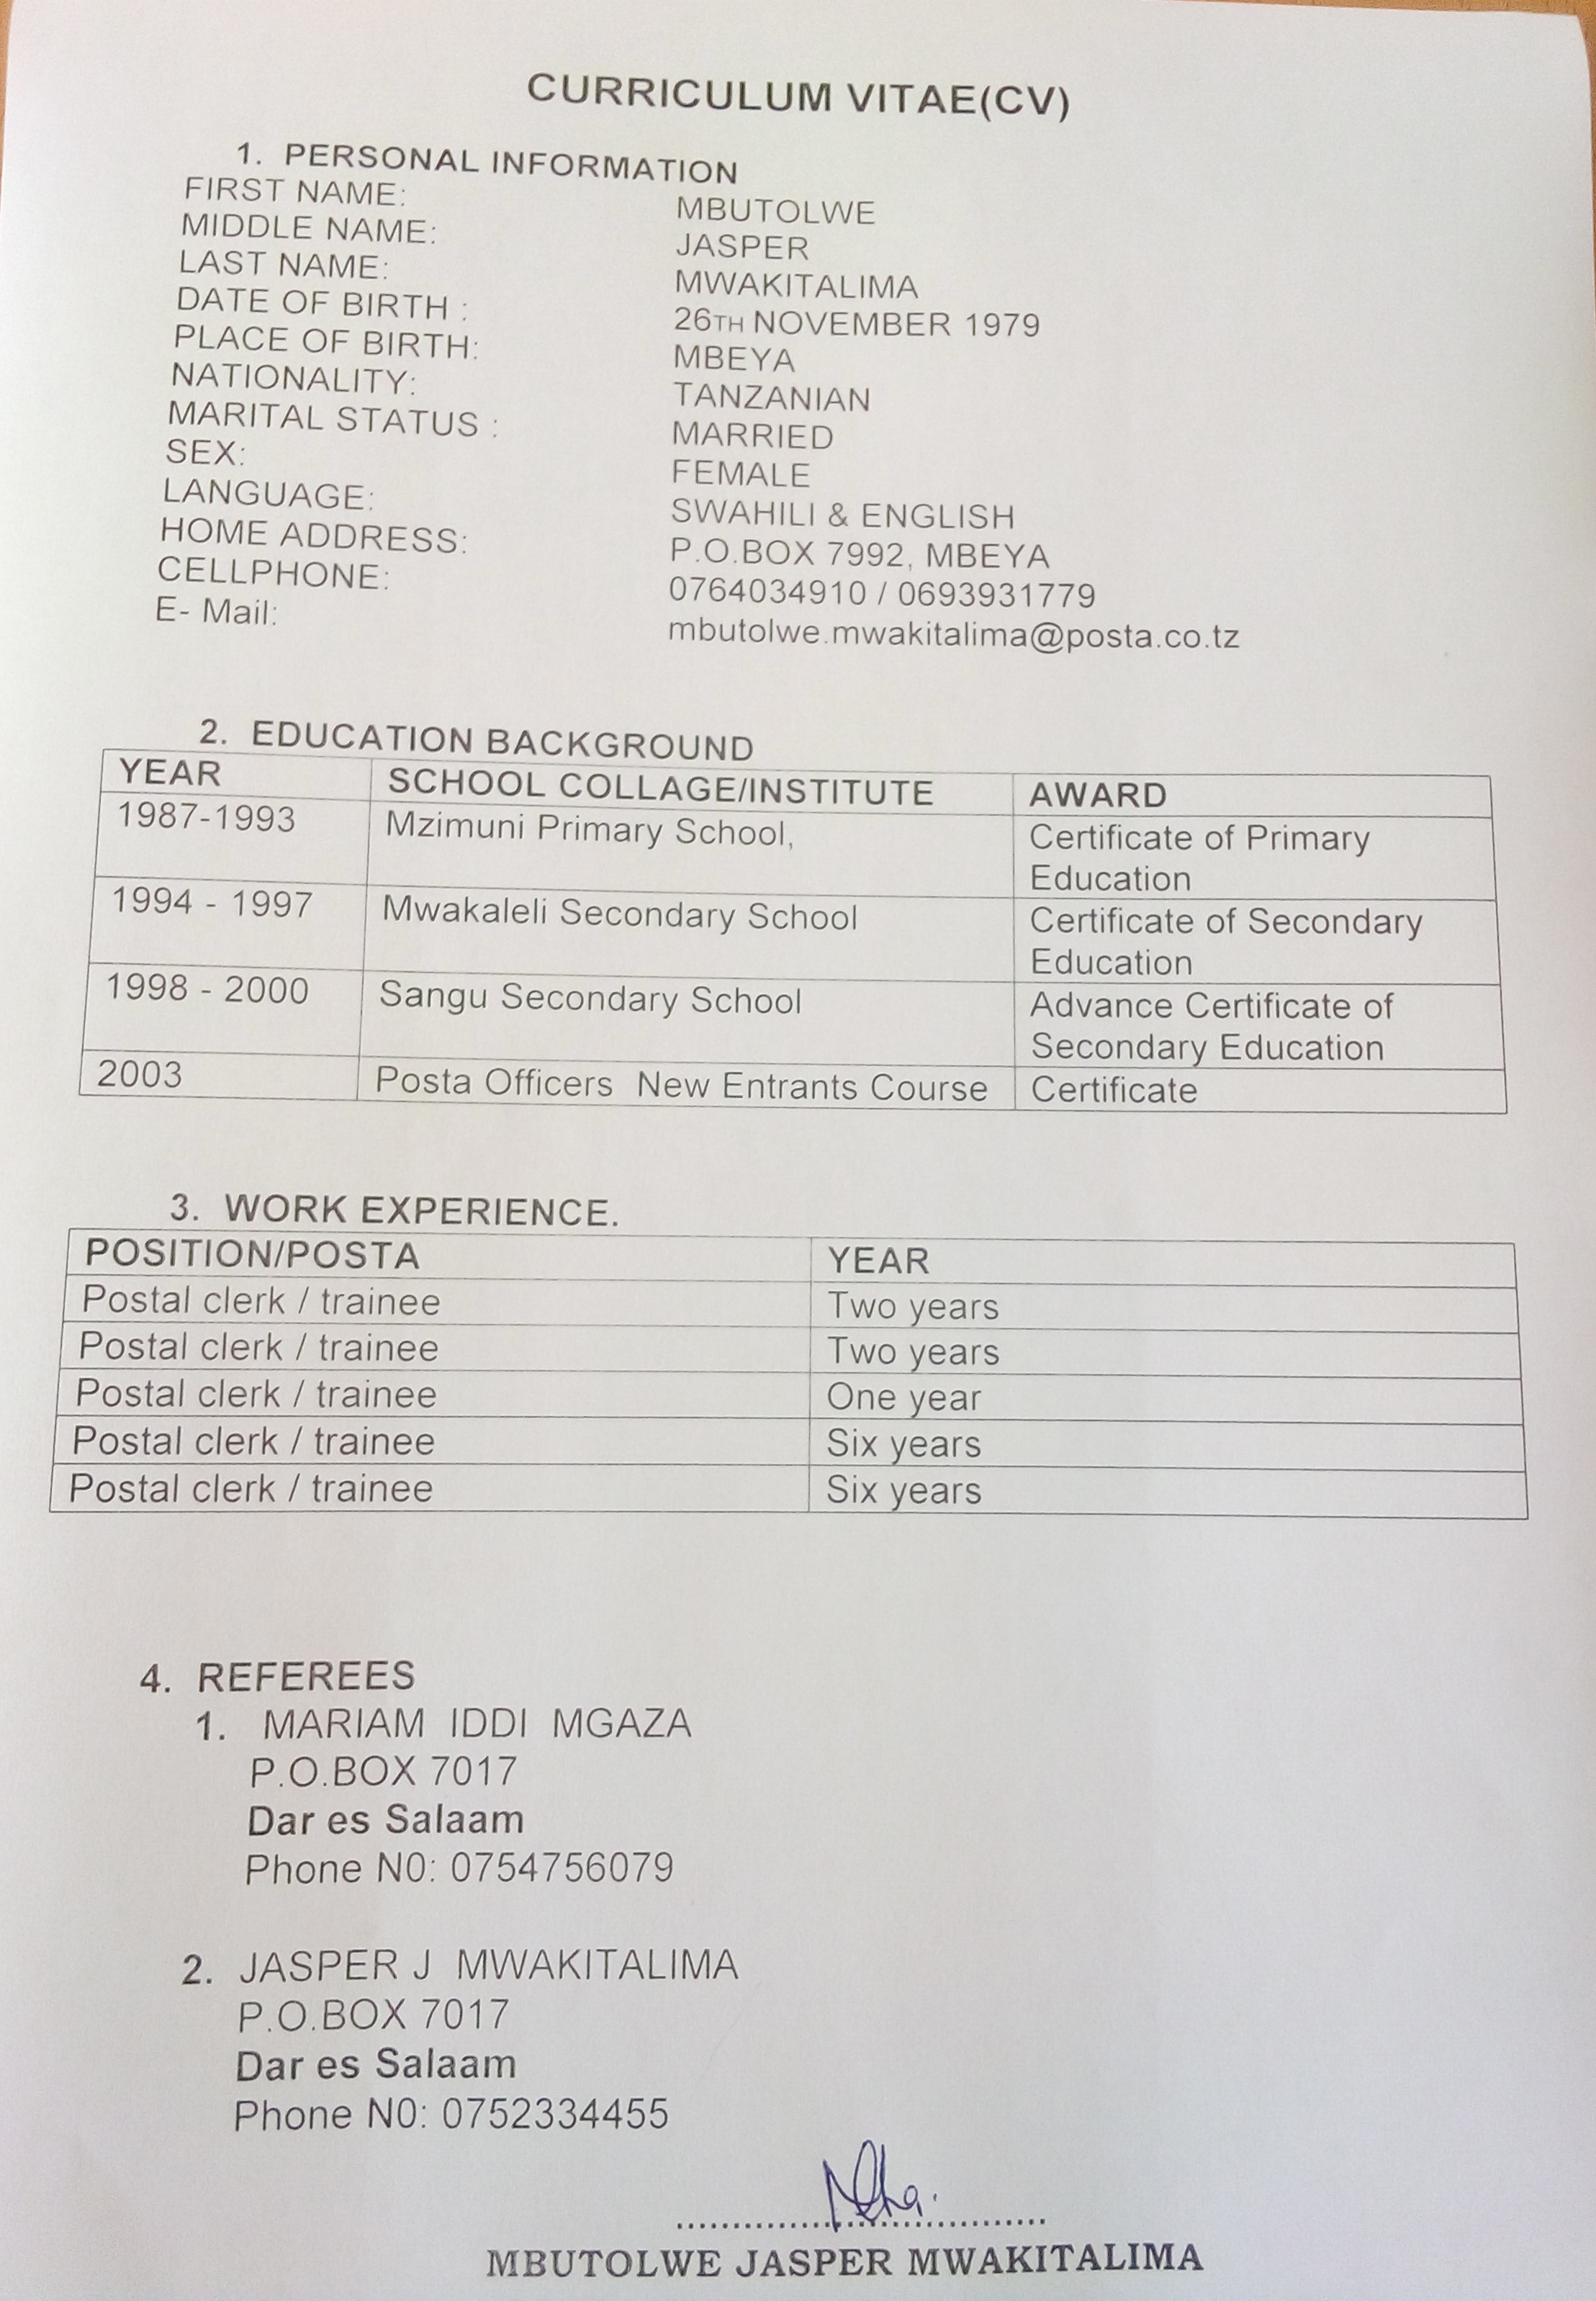 CURRICULUM VITAE(CV)
1. PERSONAL INFORMATION
FIRST NAME: MBUTOLWE
MIDDLE NAME: JASPER
LAST NAME: MWAKITALIMA
DATE OF BIRTH : 26TH NOVEMBER 1979
PLACE OF BIRTH: MBEYA
NATIONALITY: TANZANIAN
MARITAL STATUS : MARRIED
SEX: FEMALE
LANGUAGE: SWAHILI & ENGLISH
HOME ADDRESS: P.O.BOX 7992, MBEYA
CELLPHONE: 0764034910 / 0693931779
E- Mail: mbutolwe.mwakitalima@posta.co.tz
2. EDUCATION BACKGROUND
YEAR SCHOOL COLLAGE/INSTITUTE AWARD
1987-1993 Mzimuni Primary School, Certificate of Primary
Education
1994 - 1997 Mwakaleli Secondary School Certificate of Secondary
Education
1998 - 2000 Sangu Secondary School Advance Certificate of
Secondary Education
2003 Posta Officers New Entrants Course Certificate
3. WORK EXPERIENCE.
POSITION/POSTA YEAR
Postal clerk / trainee Two years
Postal clerk / trainee Two years
Postal clerk / trainee One year
Postal clerk / trainee Six years
Postal clerk / trainee Six years
4. REFEREES
1. MARIAM IDDI MGAZA
P.O.BOX 7017
Dar es Salaam
Phone N0: 0754756079
2. JASPER J MWAKITALIMA
P.O.BOX 7017
Dar es Salaam
Phone N0: 0752334455
MBUTOLWE JASPER MWAKITALIMA